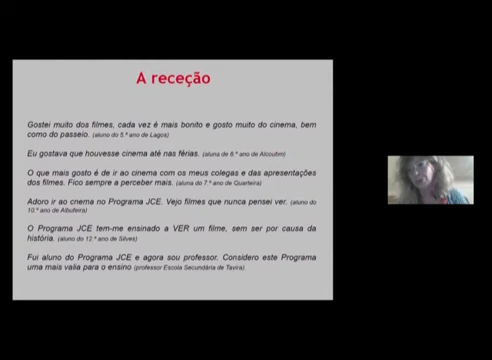 A receção
Gostei muito dos filmes, cada vez é mais bonito e gosto muito do cinema, bem
como do passeio. (aluno do 5.º ano de Lagos)
Eu gostava que houvesse cinema até nas férias. (aluna de 6.º ano de Alcoutim)
O que mais gosto é de ir ao cinema com os meus colegas e das apresentações
dos filmes. Fico sempre a perceber mais. (aluna do 7.º ano de Quarteira)
Adoro ir ao cnema no Programa JCE. Vejo filmes que nunca pensei ver. (aluno do
10.º ano de Albufeira)
O Programa JCE tem-me ensinado a VER um filme, sem ser por causa da
história. (aluno do 12.º ano de Silves)
Fui aluno do Programa JCE e agora sou professor. Considero este Programa
uma mais valia para o ensino (professor Escola Secundária de Tavira)